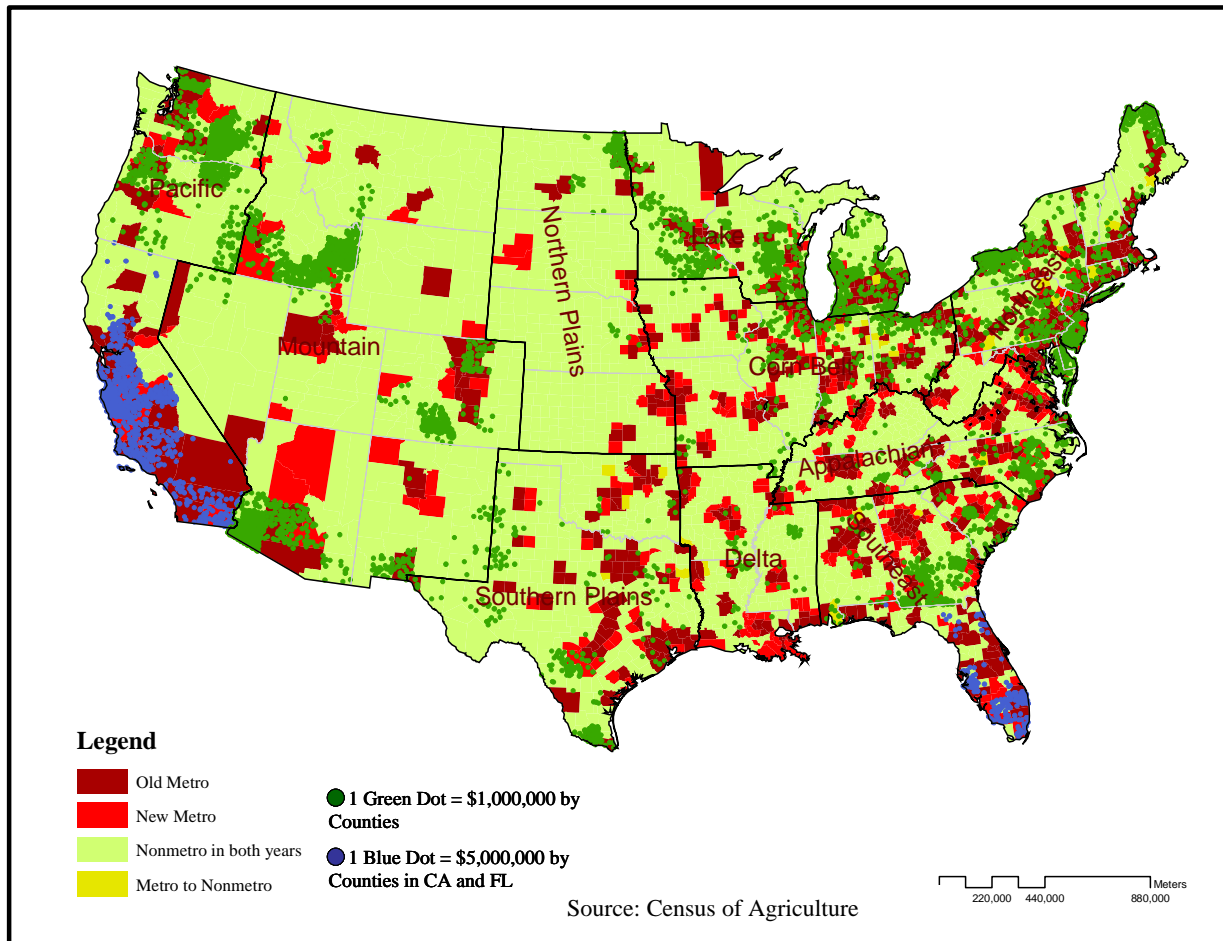 Pacific
Northern Plains
Lake
Northeast
Mountain
Corn Belt
Appalachian
Southeast
Delta
Southern Plains
Legend
Old Metro
New Metro
Nonmetro in both years
Metro to Nonmetro
1 Green Dot = $1,000,000 by
Counties
1 Blue Dot = $5,000,000 by
Counties in CA and FL
Source: Census of Agriculture
Meters
220,000 440,000 880,000